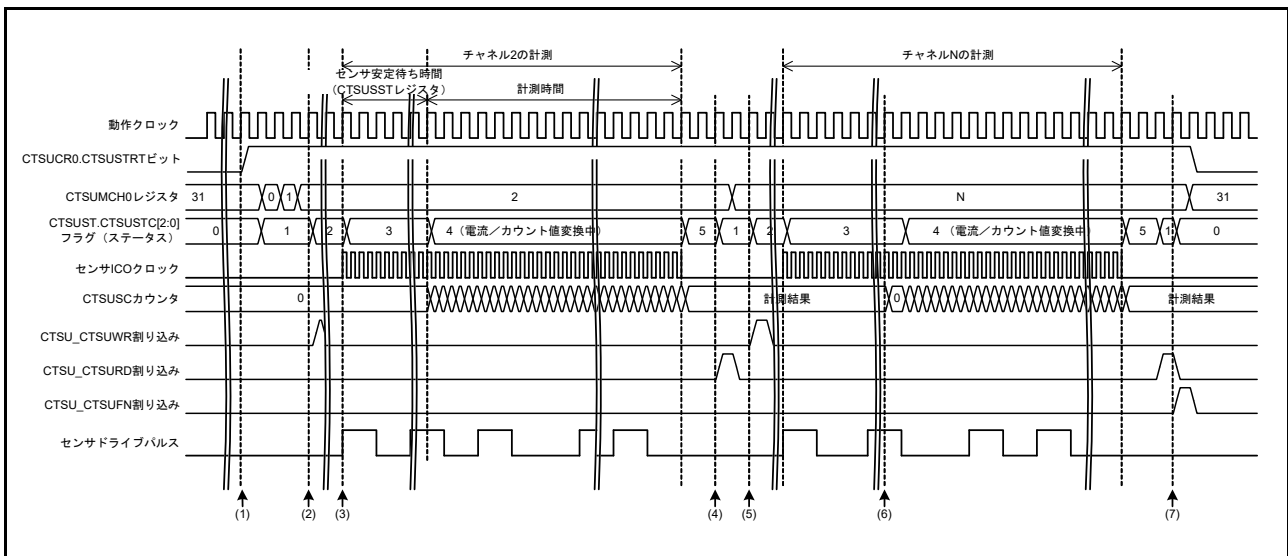 チャネル2の計測
チャネルNの計測
センサ安定待ち時間
（CTSUSSTレジスタ）
計測時間
動作クロック
CTSUCR0.CTSUSTRTビット
CTSUMCH0レジスタ
31
0
1
2
N
31
CTSUST.CTSUSTC[2:0]
フラグ（ステータス）
0
1
2
3
4（電流／カウント値変換中）
5
1
2
3
4 （電流／カウント値変換中）
5
1
0
センサICOクロック
CTSUSCカウンタ
0
計測結果
0
計測結果
CTSU_CTSUWR割り込み
CTSU_CTSURD割り込み
CTSU_CTSUFN割り込み
センサドライブパルス
(1)
(2)
(3)
(4)
(5)
(6)
(7)